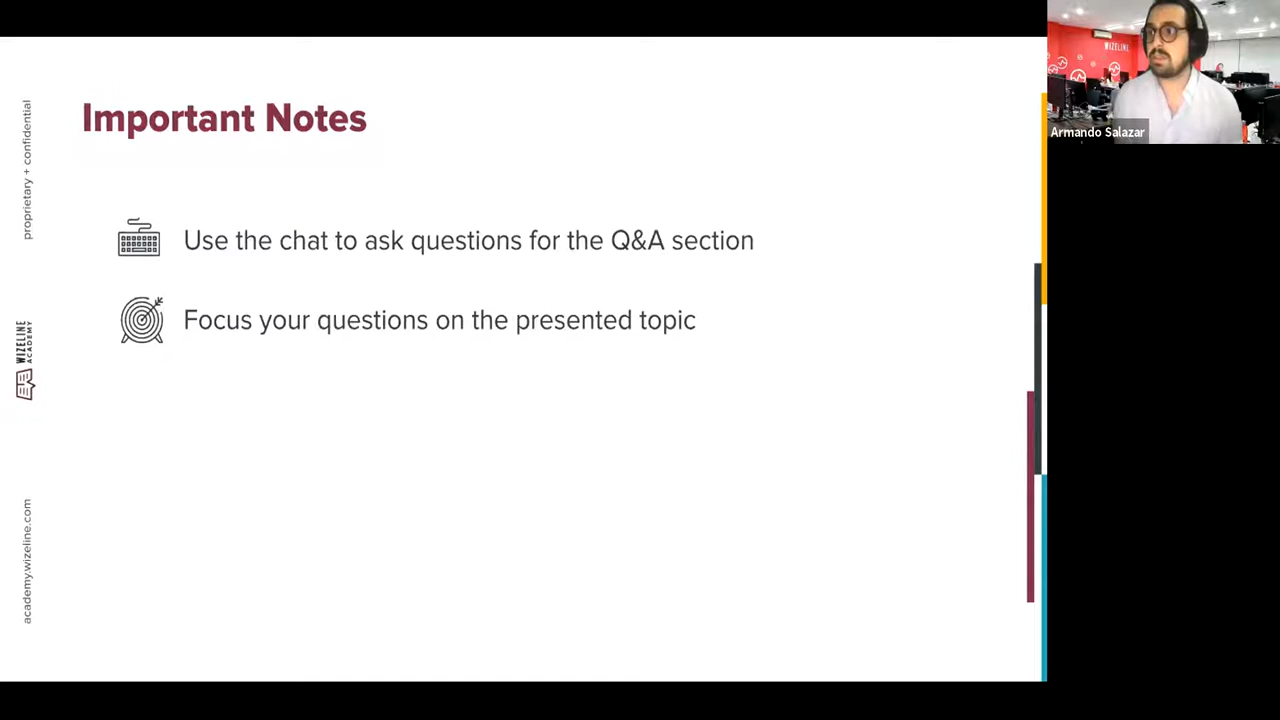 Important Notes
Use the chat to ask questions for the Q&A section
Focus your questions on the presented topic
proprietary + confidential
WIZELINE
ACADEMY
academy.wizeline.com
WIZELINE
Armando Salazar